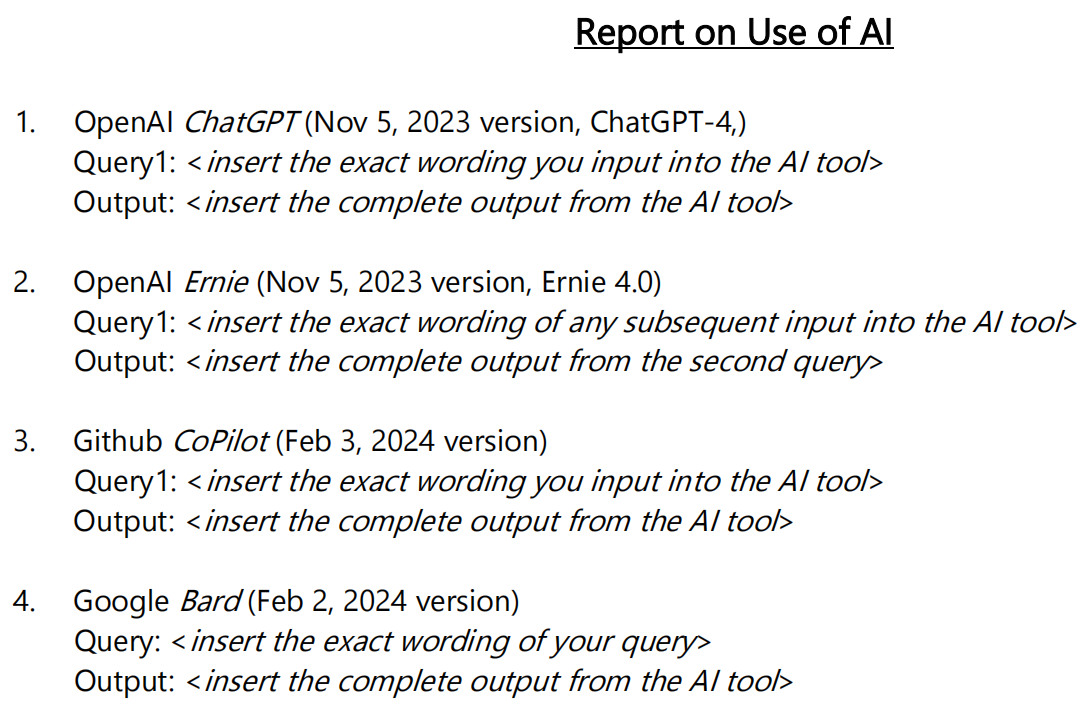 Report on Use of AI
1. OpenAI ChatGPT (Nov 5, 2023 version, ChatGPT-4,)
Query1: <insert the exact wording you input into the AI tool>
Output: <insert the complete output from the AI tool>
2. OpenAI Ernie (Nov 5, 2023 version, Ernie 4.0)
Query1: <insert the exact wording of any subsequent input into the AI tool>
Output: <insert the complete output from the second query>
3. Github CoPilot (Feb 3, 2024 version)
Query1: <insert the exact wording you input into the AI tool>
Output: <insert the complete output from the AI tool>
4. Google Bard (Feb 2, 2024 version)
Query: <insert the exact wording of your query>
Output: <insert the complete output from the AI tool>